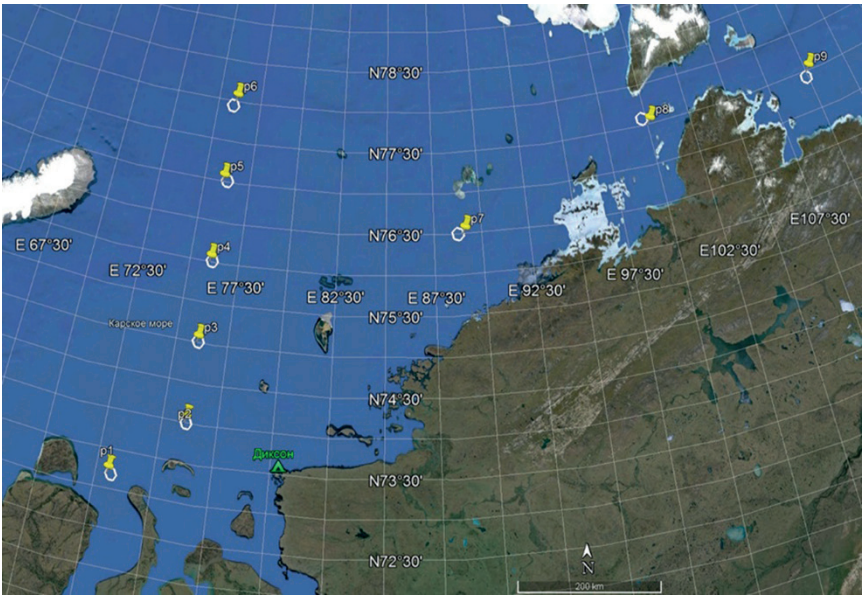 p9
N78°30'
p6
p8
N77°30'
p5
p7
E107°30'
N76°30'
E 67°30'
p4
E102°30'
E 72°30'
E 97°30'
E 77°30'
E 82°30'
E 87°30'
E 92°30'
N75°30'
Карское море
p3
N74°30'
p2
p1
Диксон
N73°30'
N72°30'
N
200 km